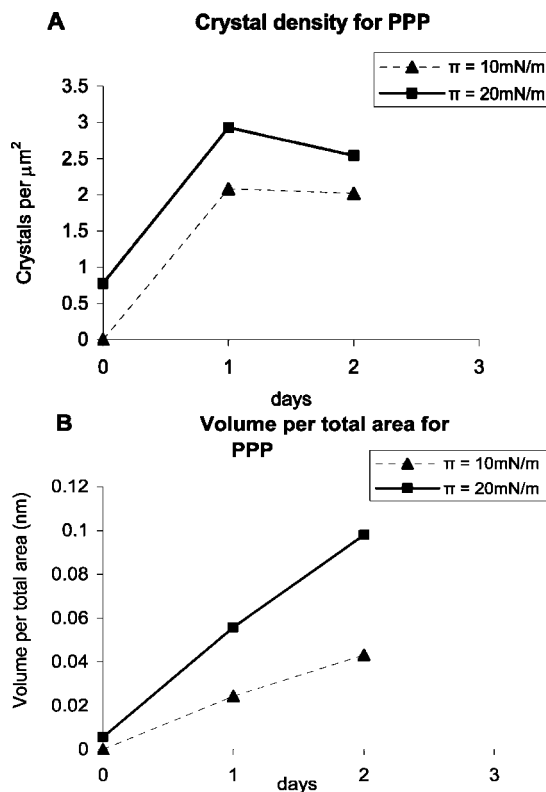 A
Crystal density for PPP
π = 10mN/m
π = 20mN/m
Crystals per μm²
3.5
3
2.5
2
1.5
1
0.5
0
0 1 2 3
days
B
Volume per total area for
PPP
π = 10mN/m
π = 20mN/m
Volume per total area (nm)
0.12
0.1
0.08
0.06
0.04
0.02
0
0 1 2 3
days